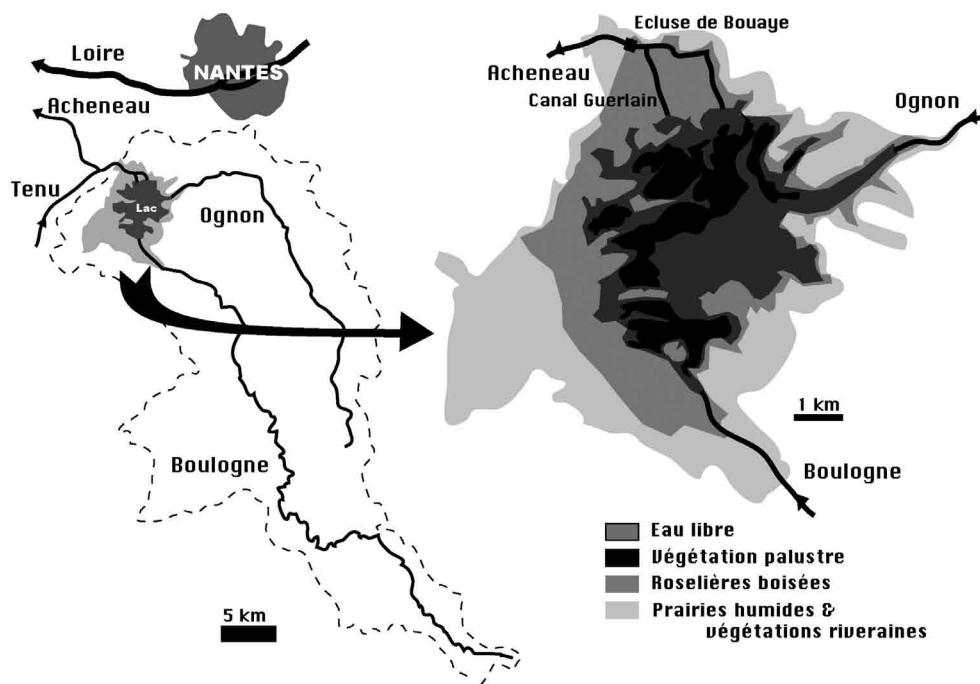 Loire
NANTES
Acheneau
Tenu
Lac
Ognon
Boulogne
5 km
Ecluse de Bouaye
Acheneau
Canal Guerlain
Ognon
1 km
Boulogne
Eau libre
Végétation palustre
Roselières boisées
Prairies humides &
végétations riveraines